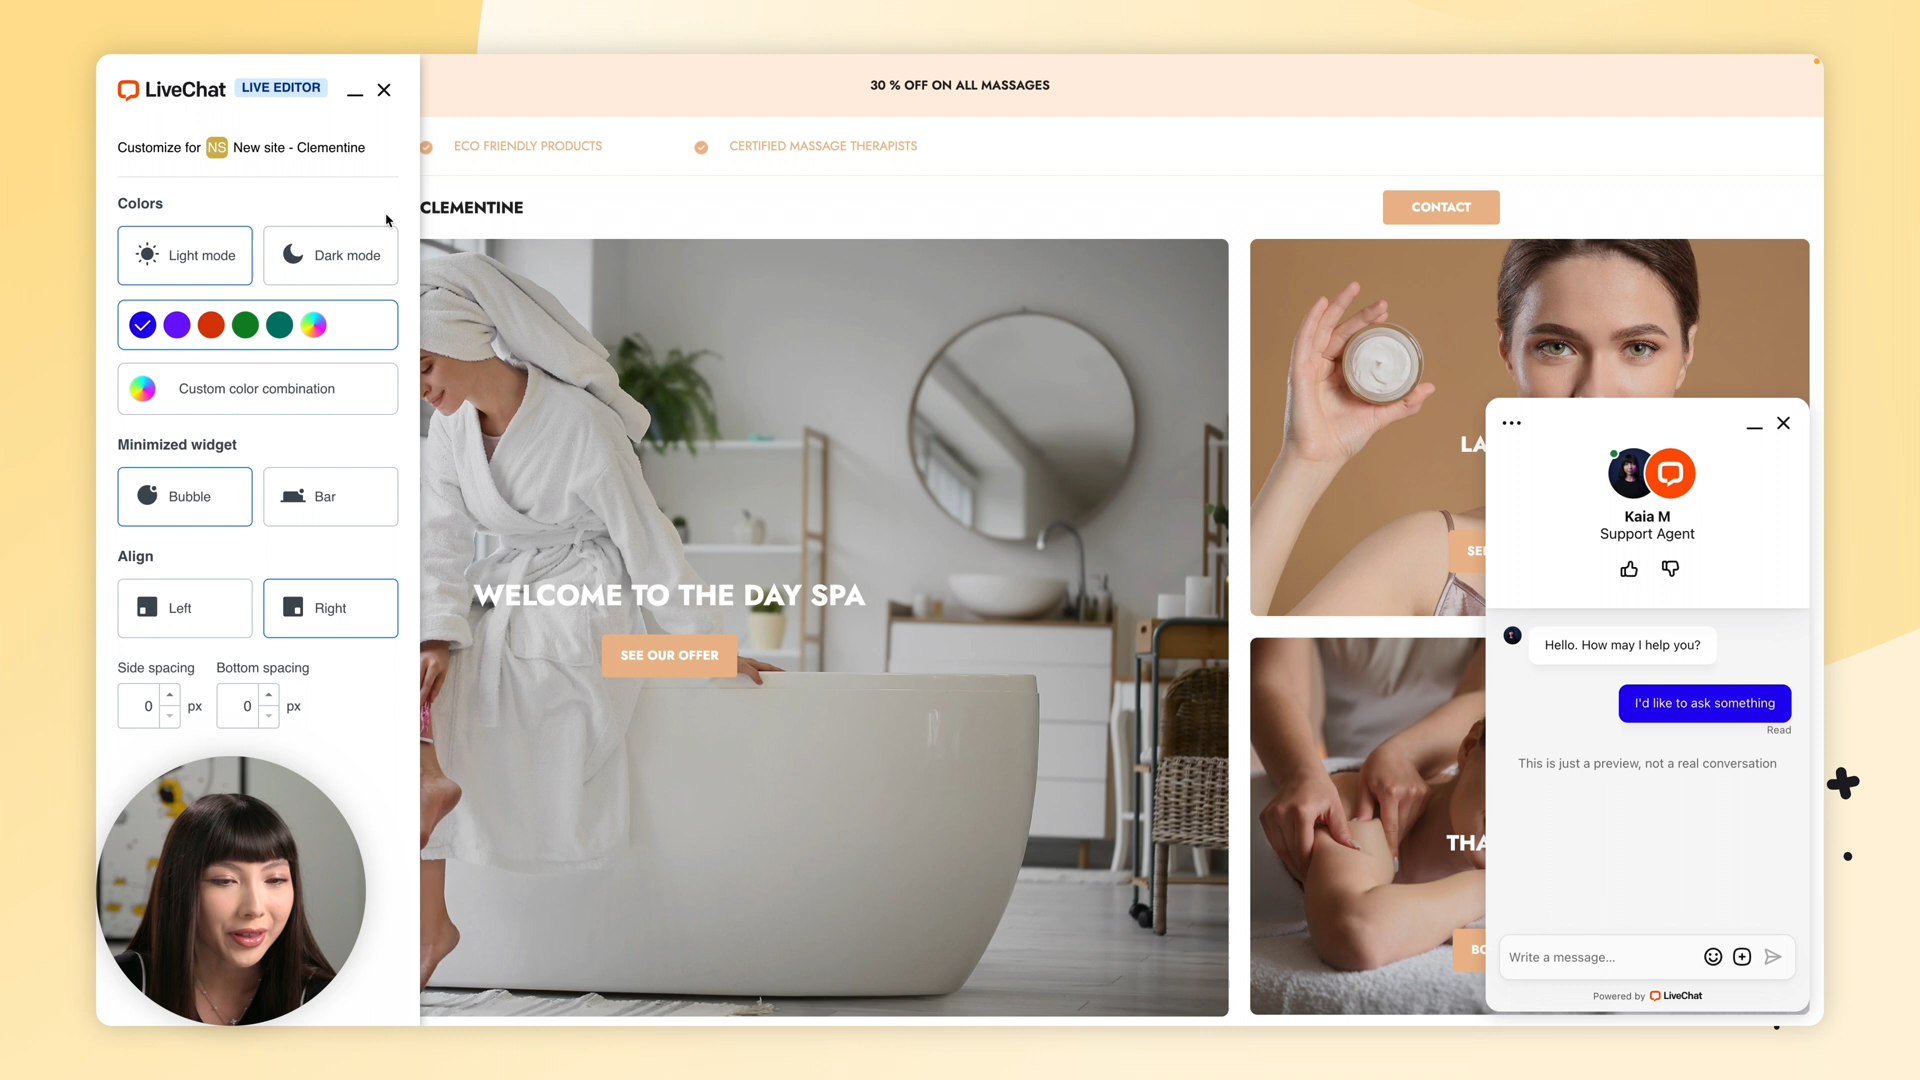 LiveChat LIVE EDITOR
Customize for NS New site - Clementine
Colors
Light mode
Dark mode
Custom color combination
Minimized widget
Bubble
Bar
Align
Left
Right
Side spacing
Bottom spacing
0 px
0 px
30 % OFF ON ALL MASSAGES
ECO FRIENDLY PRODUCTS
CERTIFIED MASSAGE THERAPISTS
CLEMENTINE
CONTACT
WELCOME TO THE DAY SPA
SEE OUR OFFER
LA
SEE
THA
BO
Kaia M
Support Agent
Hello. How may I help you?
I'd like to ask something
Read
This is just a preview, not a real conversation
Write a message...
Powered by LiveChat